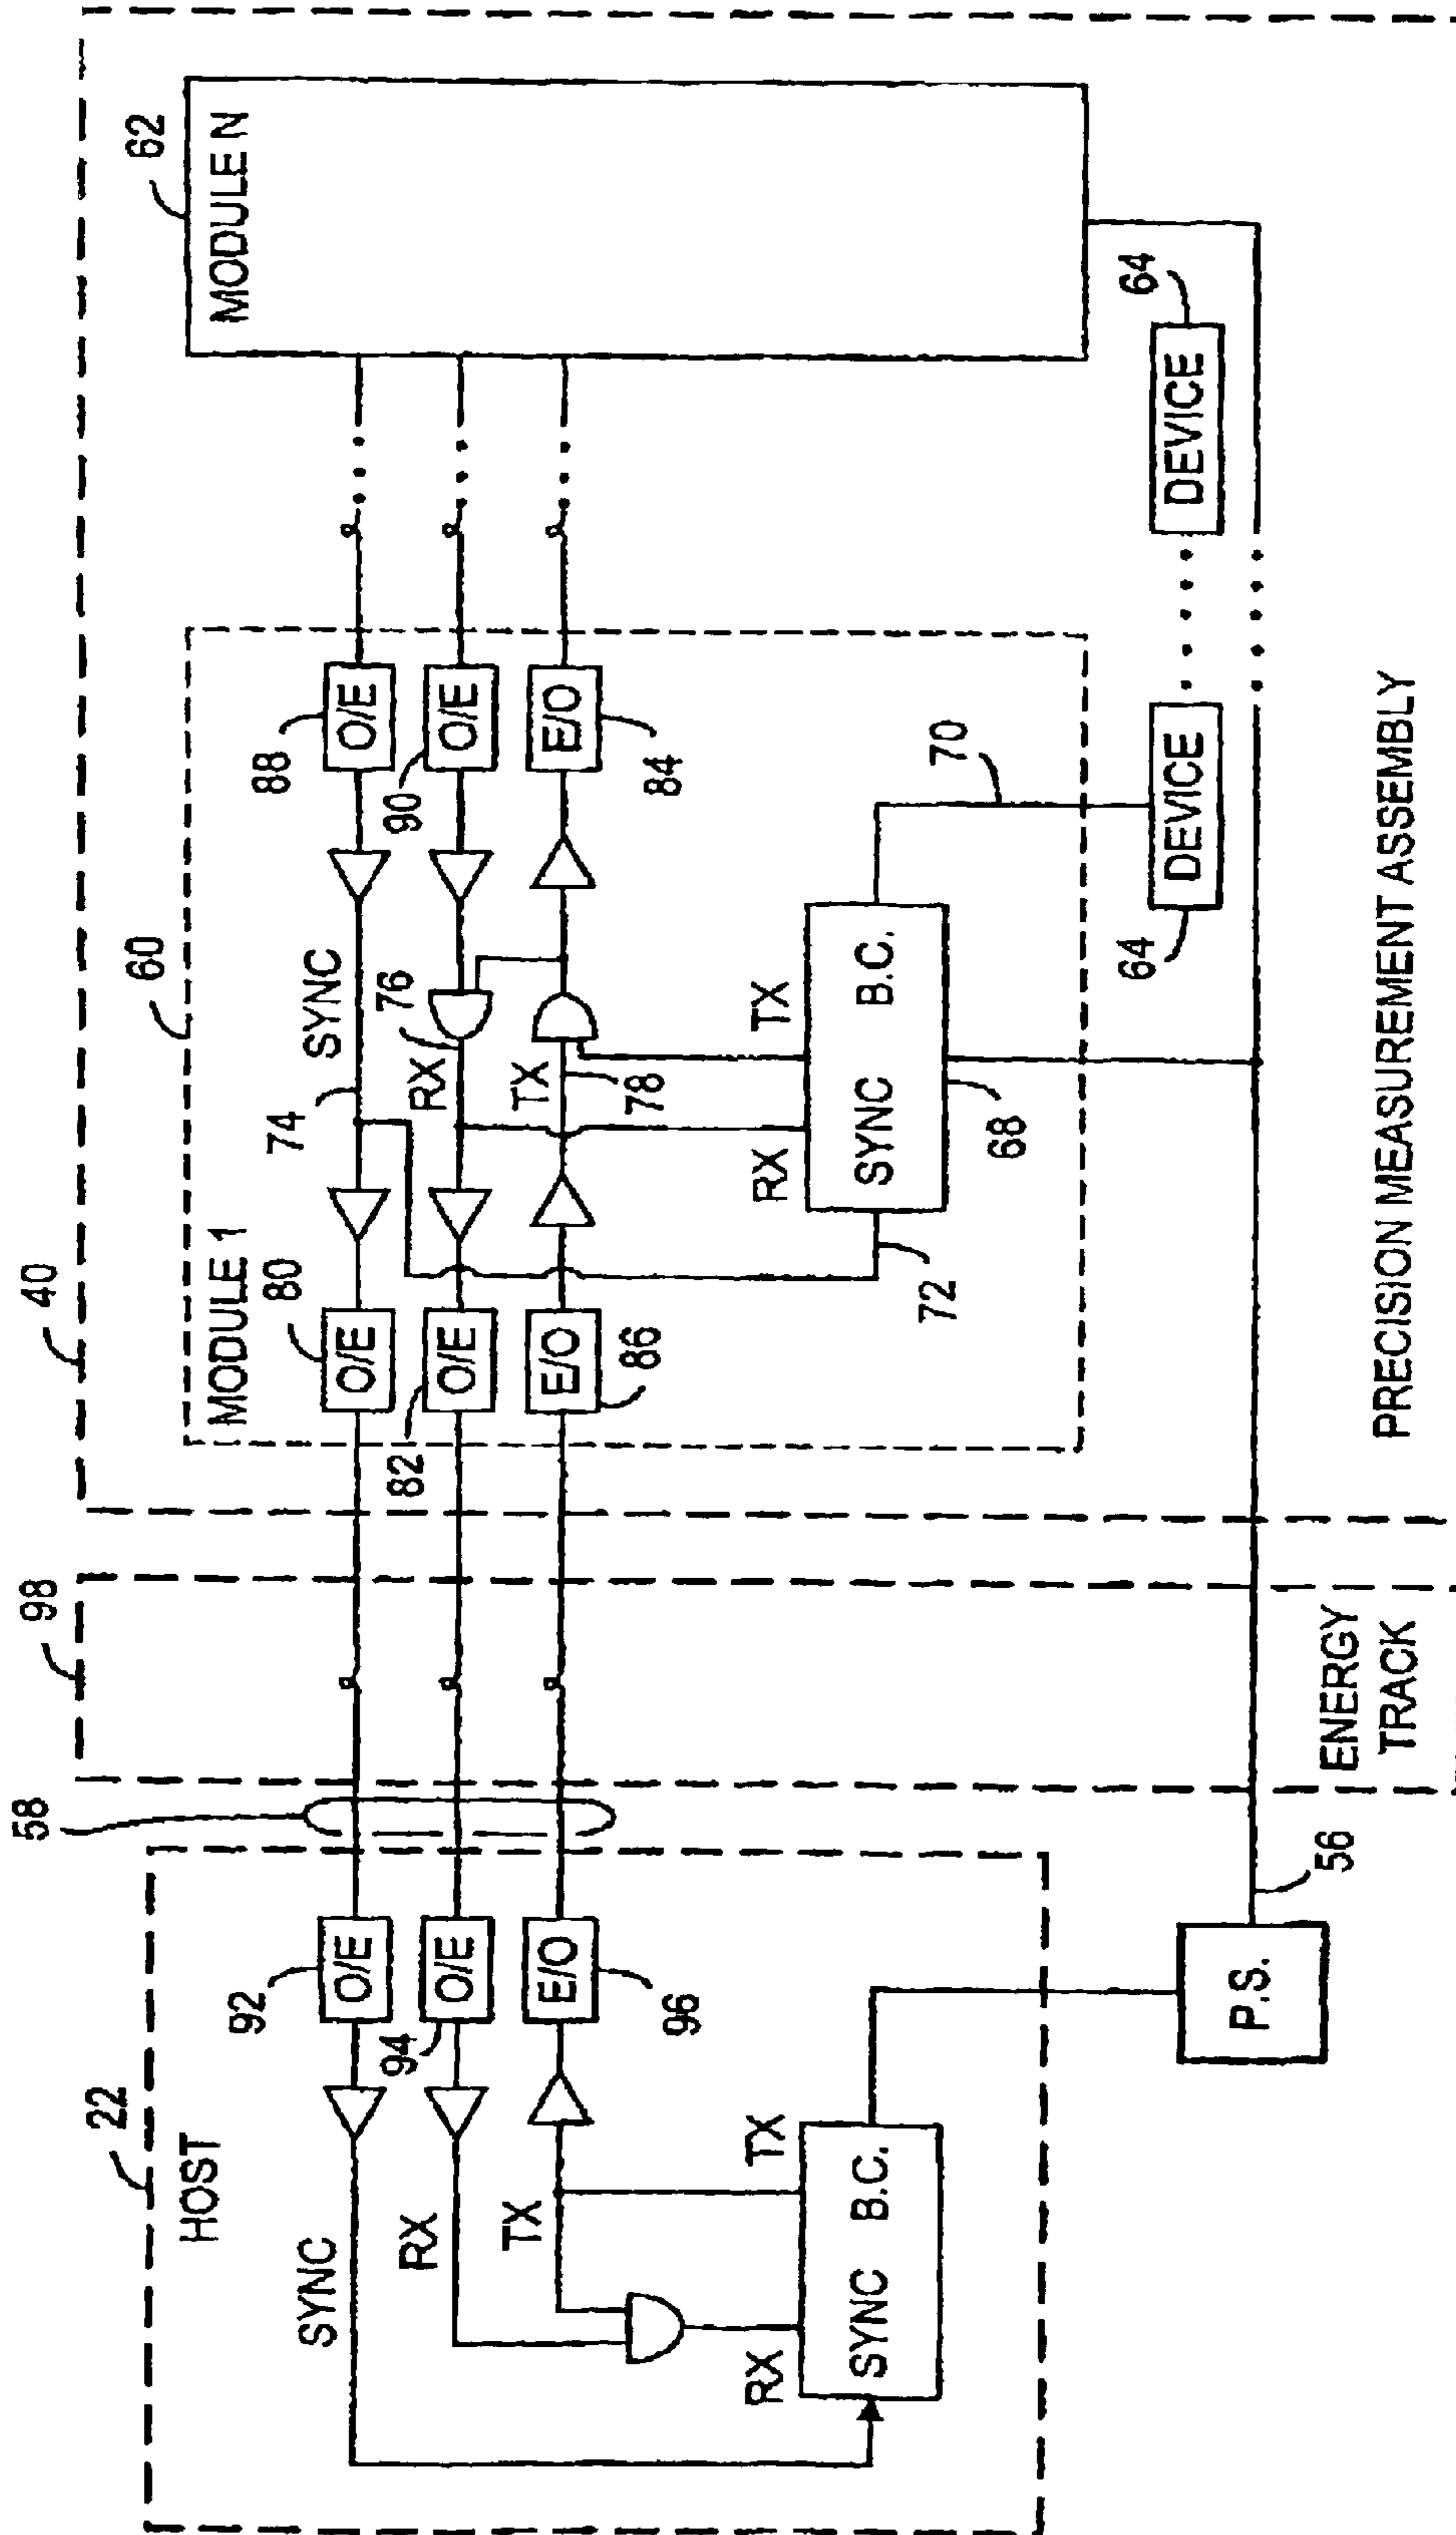 22
HOST
SYNC
RX
TX
92
O/E
94
O/E
96
E/O
RX
TX
SYNC B.C.
P.S.
56
58
98
ENERGY
TRACK
40
60
MODULE 1
80
O/E
82
O/E
86
E/O
74
SYNC
RX
76
TX
78
88
O/E
90
O/E
84
E/O
RX
TX
SYNC B.C.
72
68
70
64
DEVICE
DEVICE
64
62
MODULE N
PRECISION MEASUREMENT ASSEMBLY